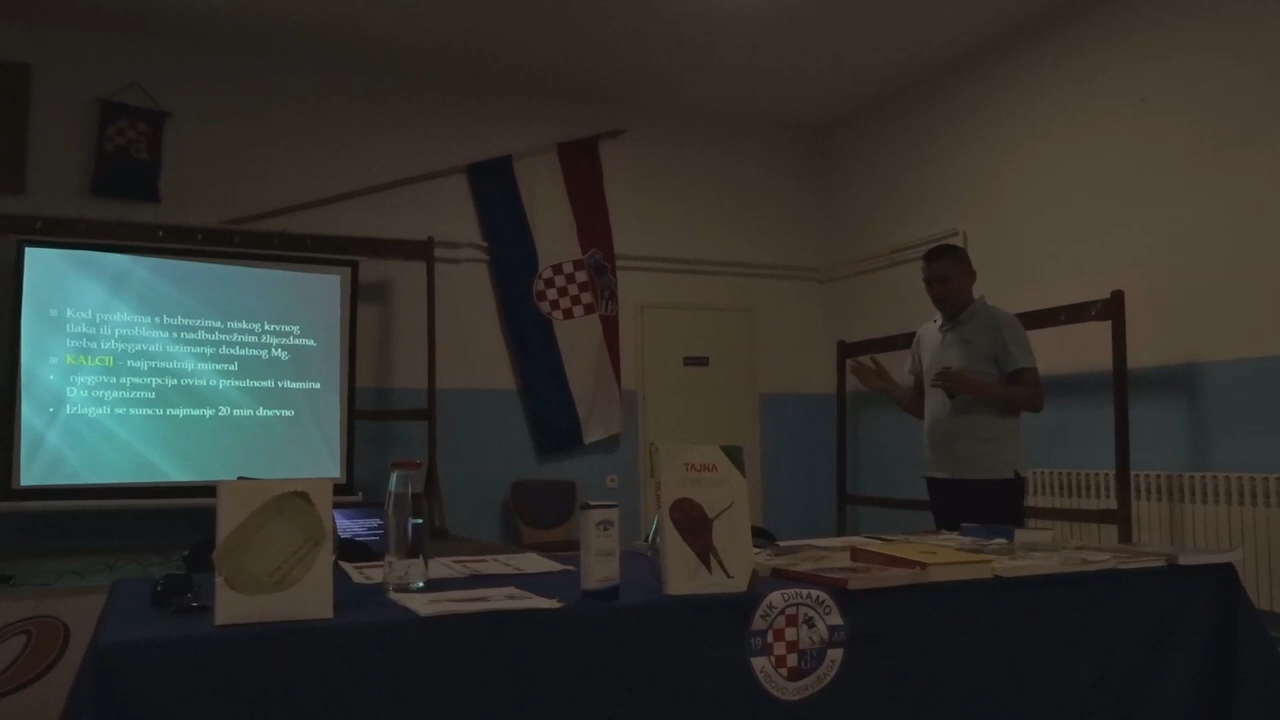 Kod problema s bubrezima, niskog krvnog
tlaka ili problema s nadbubrežnim žlijezdama,
treba izbjegavati uzimanje dodatnog Mg.
KALCIJ – najprisutniji mineral
njegova apsorpcija ovisi o prisutnosti vitamina
D u organizmu
Izlagati se suncu najmanje 20 min dnevno
TAJNA
NK DINAMO
19